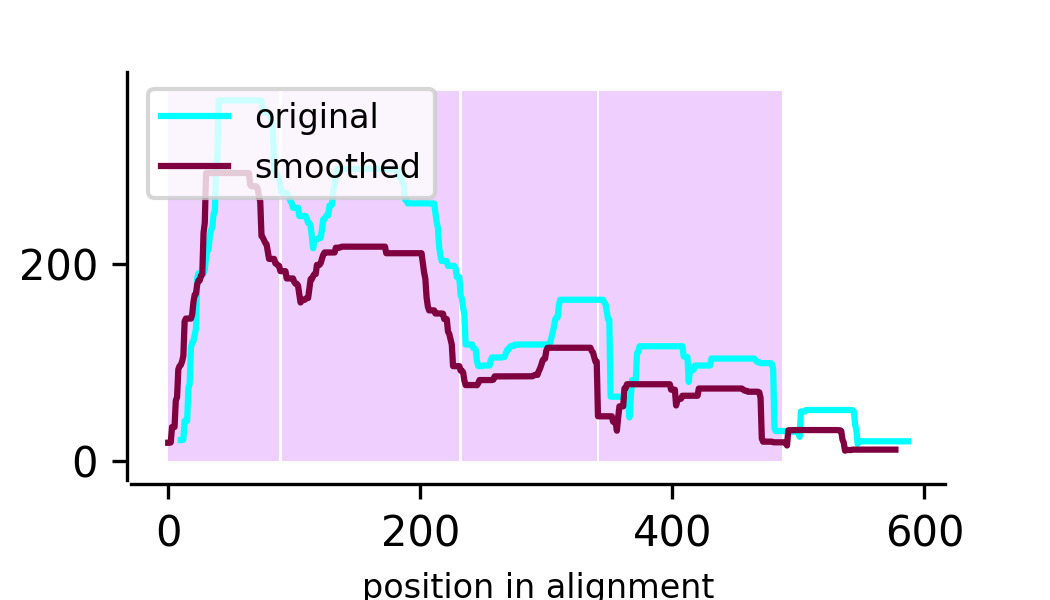 original
smoothed
200
0
0 200 400 600
position in alignment